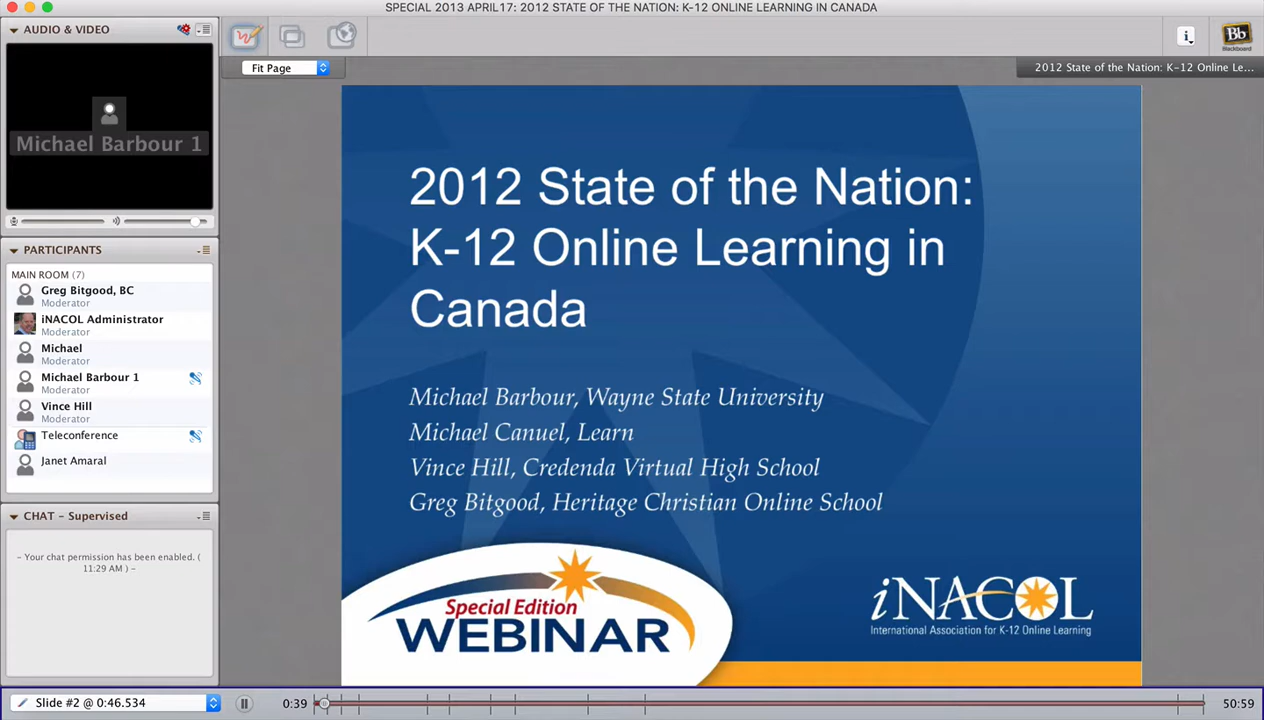 SPECIAL 2013 APRIL17: 2012 STATE OF THE NATION: K-12 ONLINE LEARNING IN CANADA
AUDIO & VIDEO
Michael Barbour 1
PARTICIPANTS
MAIN ROOM (7)
Greg Bitgood, BC
Moderator
iNACOL Administrator
Moderator
Michael
Moderator
Michael Barbour 1
Moderator
Vince Hill
Moderator
Teleconference
Janet Amaral
CHAT – Supervised
– Your chat permission has been enabled. (
11:29 AM ) –
Fit Page
i
Bb
Blackboard
2012 State of the Nation: K-12 Online Le...
2012 State of the Nation:
K-12 Online Learning in
Canada
Michael Barbour, Wayne State University
Michael Canuel, Learn
Vince Hill, Credenda Virtual High School
Greg Bitgood, Heritage Christian Online School
Special Edition
WEBINAR
iNACOL
International Association for K-12 Online Learning
Slide #2 @ 0:46.534
0:39
50:59